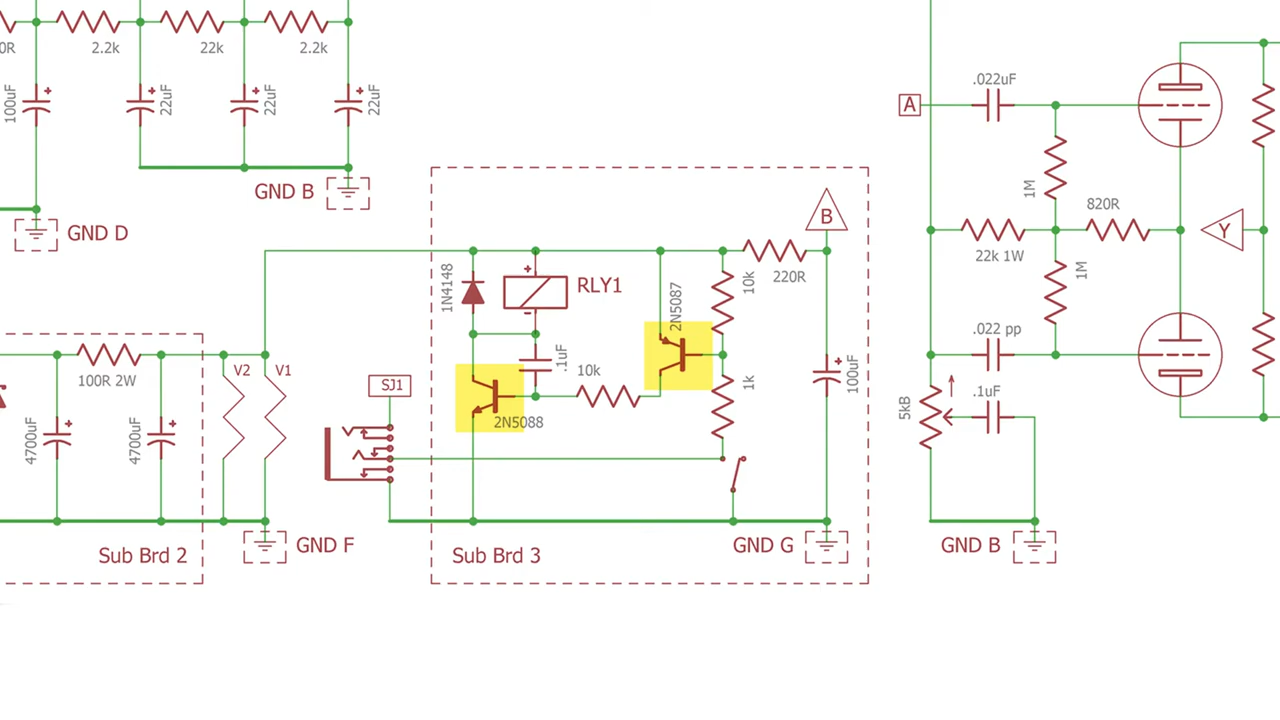 0R
2.2k
22k
2.2k
100uF
+
22uF
+
22uF
+
22uF
+
GND B
GND D
.022uF
A
1M
820R
22k 1W
Y
1M
.022 pp
.1uF
5kB
GND B
B
1N4148
+
-
RLY1
2N5087
10k
220R
.1uF
10k
1k
+
100uF
2N5088
SJ1
GND G
Sub Brd 3
100R 2W
V2
V1
4700uF
+
4700uF
+
Sub Brd 2
GND F